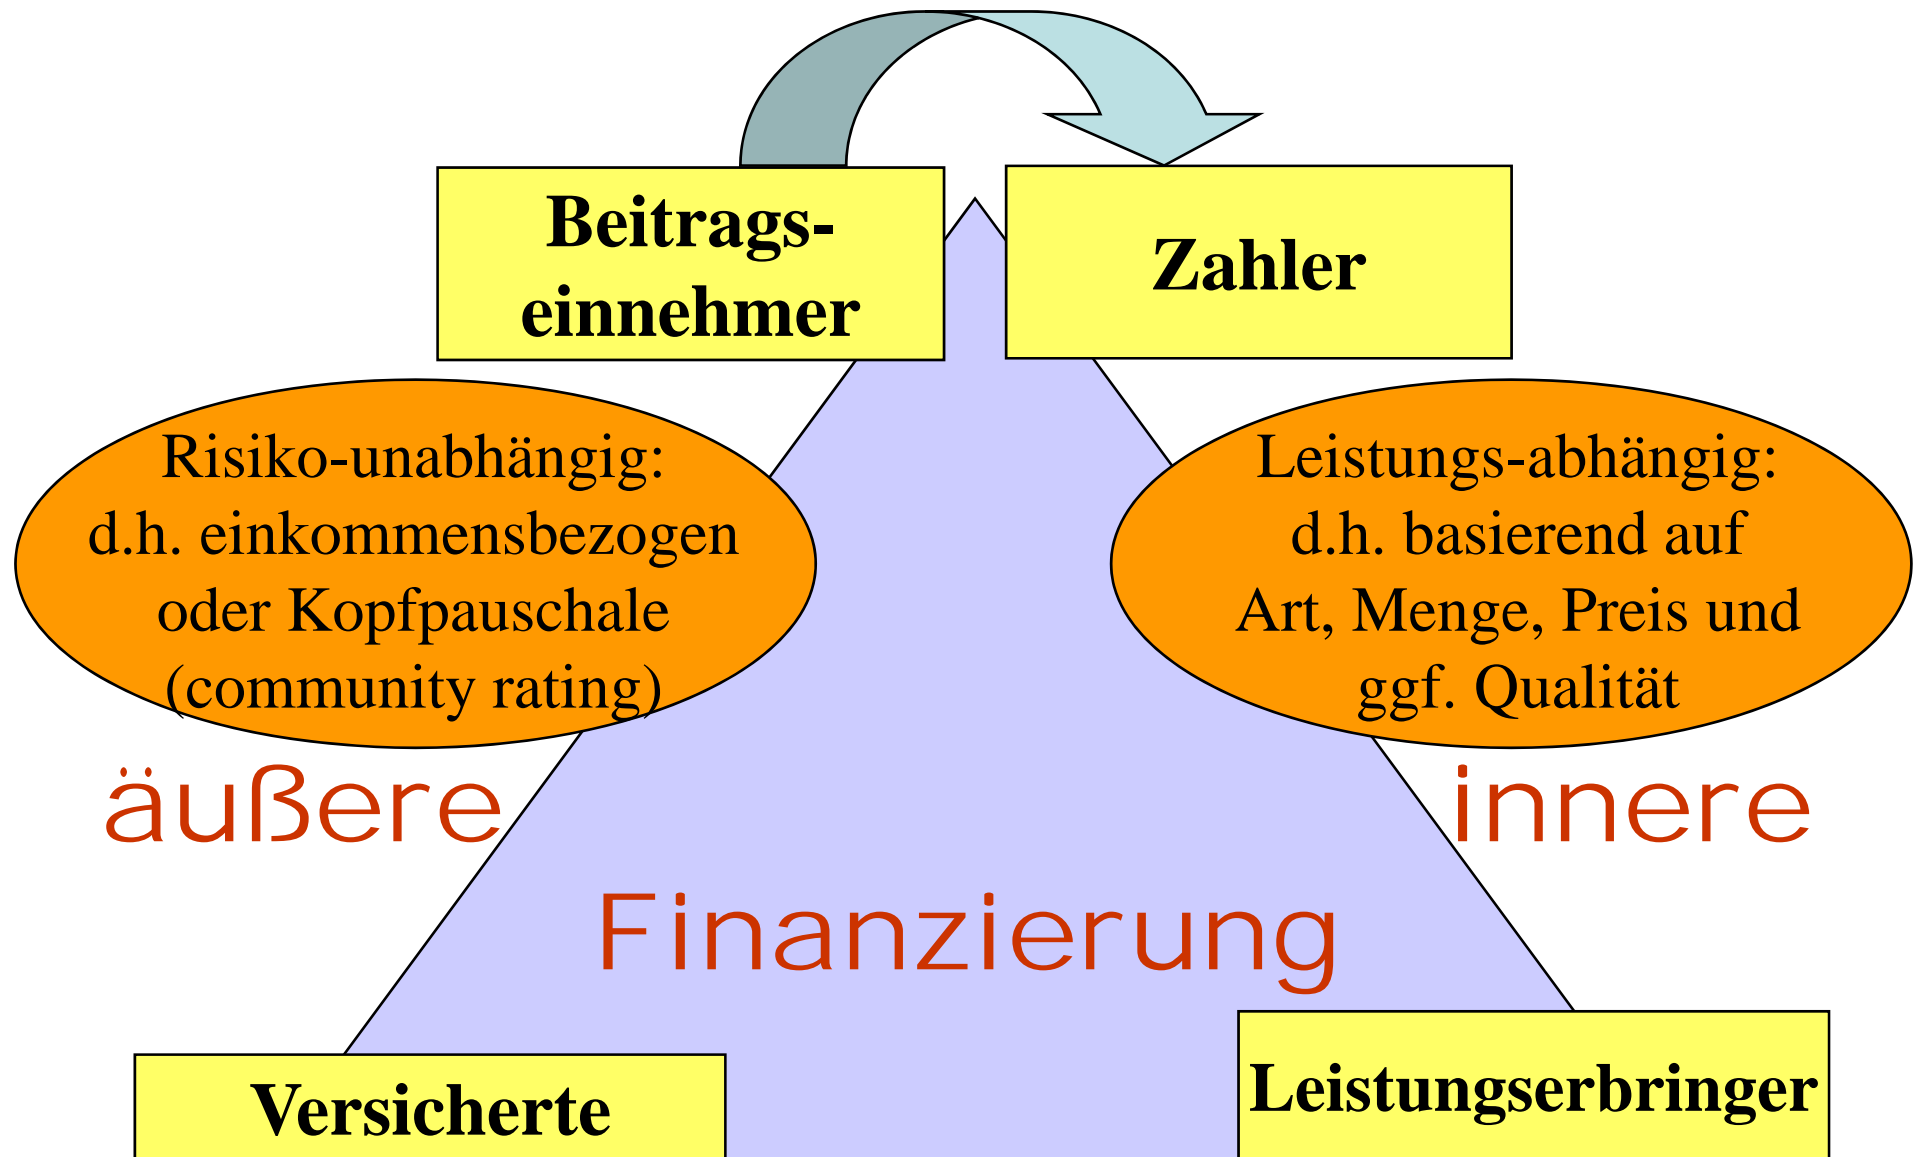 Beitrags-
einnehmer
Zahler
Risiko-unabhängig:
d.h. einkommensbezogen
oder Kopfpauschale
(community rating)
Leistungs-abhängig:
d.h. basierend auf
Art, Menge, Preis und
ggf. Qualität
äußere
innere
Finanzierung
Versicherte
Leistungserbringer